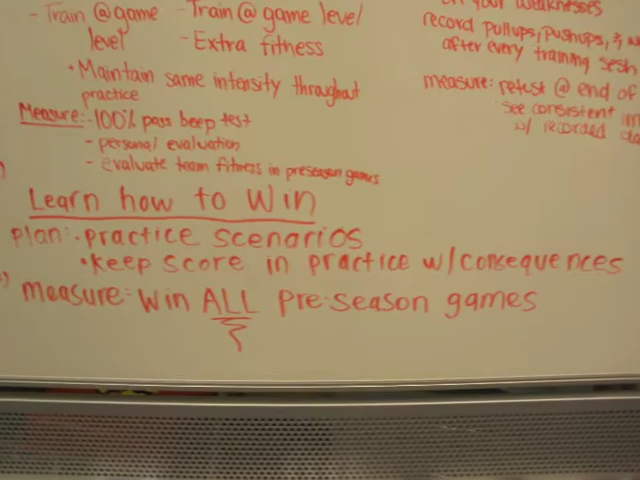 - Train @ game level
- Train @ game level
- Extra fitness
• Maintain same intensity throughout
practice
Measure: - 100% pass beep test
- personal evaluation
- evaluate team fitness in preseason games
Learn how to Win
Plan: • practice scenarios
• keep score in practice w/consequences
measure: Win ALL pre-season games
your weaknesses
record pullups, pushups, &
after every training sesh
measure: retest @ end of
see consistent
w/ recorded